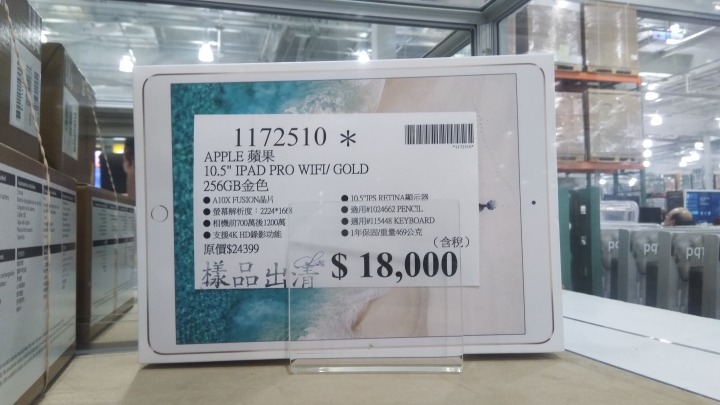 1172510 *
*1172510*
APPLE 蘋果
10.5" IPAD PRO WIFI/ GOLD
256GB金色
● A10X FUSION晶片
● 螢幕解析度：2224*1668
● 相機前700萬後1200萬
● 支援4K HD錄影功能
● 10.5"IPS RETINA顯示器
● 適用#1024662 PENCIL
● 適用#115448 KEYBOARD
● 1年保固/重量469公克
原價$24399
(含稅)
樣品出清
$ 18,000